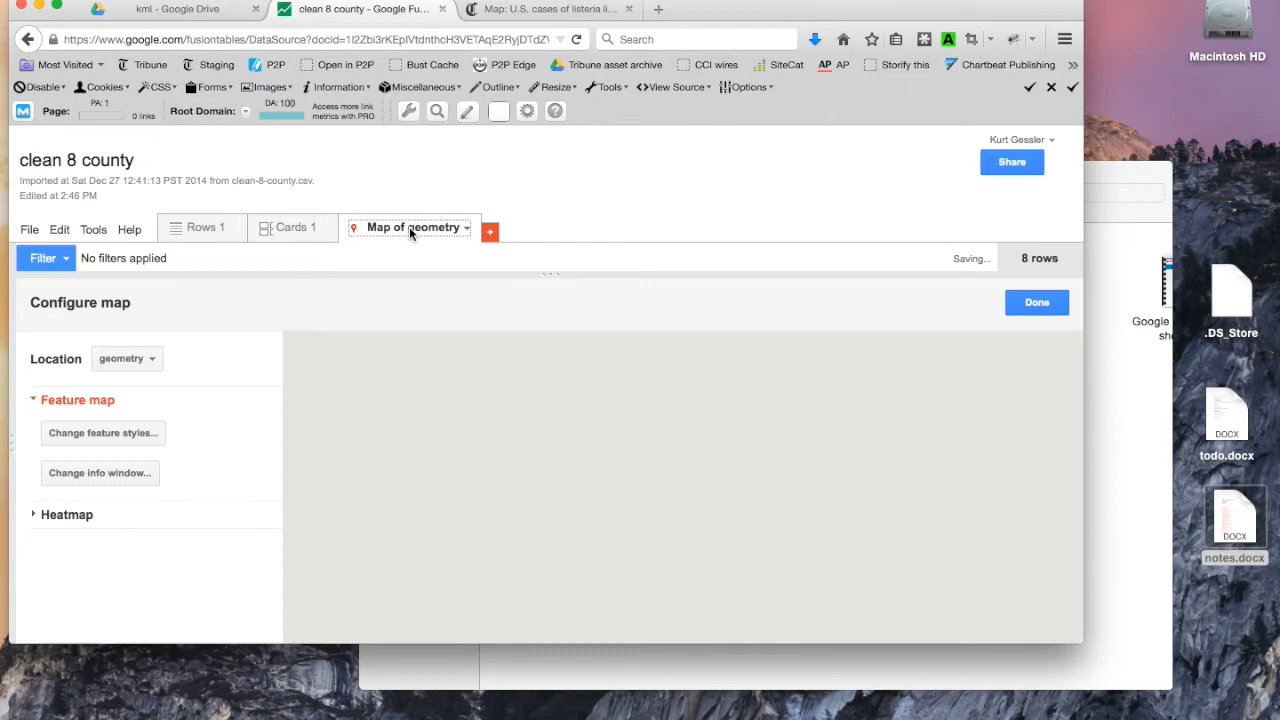 kml - Google Drive
clean 8 county - Google Fu...
Map: U.S. cases of listeria li...
https://www.google.com/fusiontables/DataSource?docid=1I2Zbi3rKEplVtdnthcH3VETAqE2RyjDTdZ\
Search
Most Visited
Tribune
Staging
P2P
Open in P2P
Bust Cache
P2P Edge
Tribune asset archive
CCI wires
SiteCat
AP AP
Storify this
Chartbeat Publishing
Disable
Cookies
CSS
Forms
Images
Information
Miscellaneous
Outline
Resize
Tools
View Source
Options
Page:
PA: 1
0 links
Root Domain:
DA: 100
Access more link
metrics with PRO
Macintosh HD
Kurt Gessler
clean 8 county
Share
Imported at Sat Dec 27 12:41:13 PST 2014 from clean-8-county.csv.
Edited at 2:46 PM
File
Edit
Tools
Help
Rows 1
Cards 1
Map of geometry
+
Filter
No filters applied
Saving...
8 rows
Configure map
Done
Location
geometry
Feature map
Change feature styles...
Change info window...
Heatmap
Google
.DS_Store
DOCX
todo.docx
DOCX
notes.docx